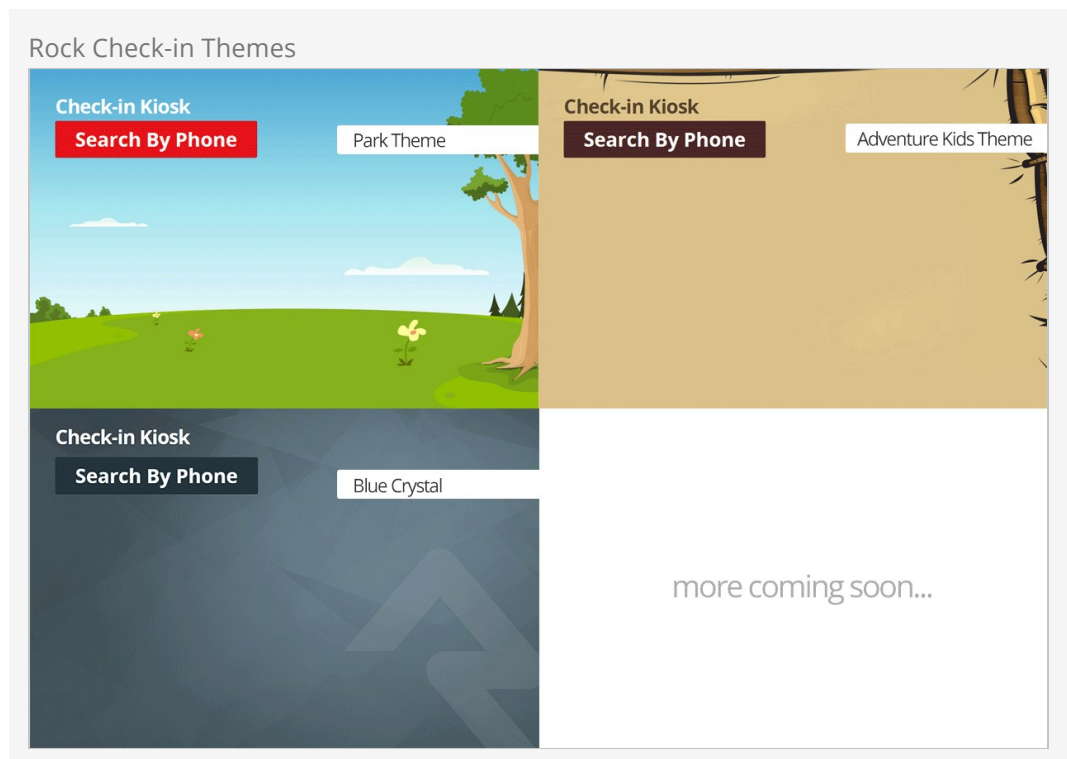 Rock Check-in Themes
Check-in Kiosk
Search By Phone
Park Theme
Check-in Kiosk
Search By Phone
Adventure Kids Theme
Check-in Kiosk
Search By Phone
Blue Crystal
more coming soon...